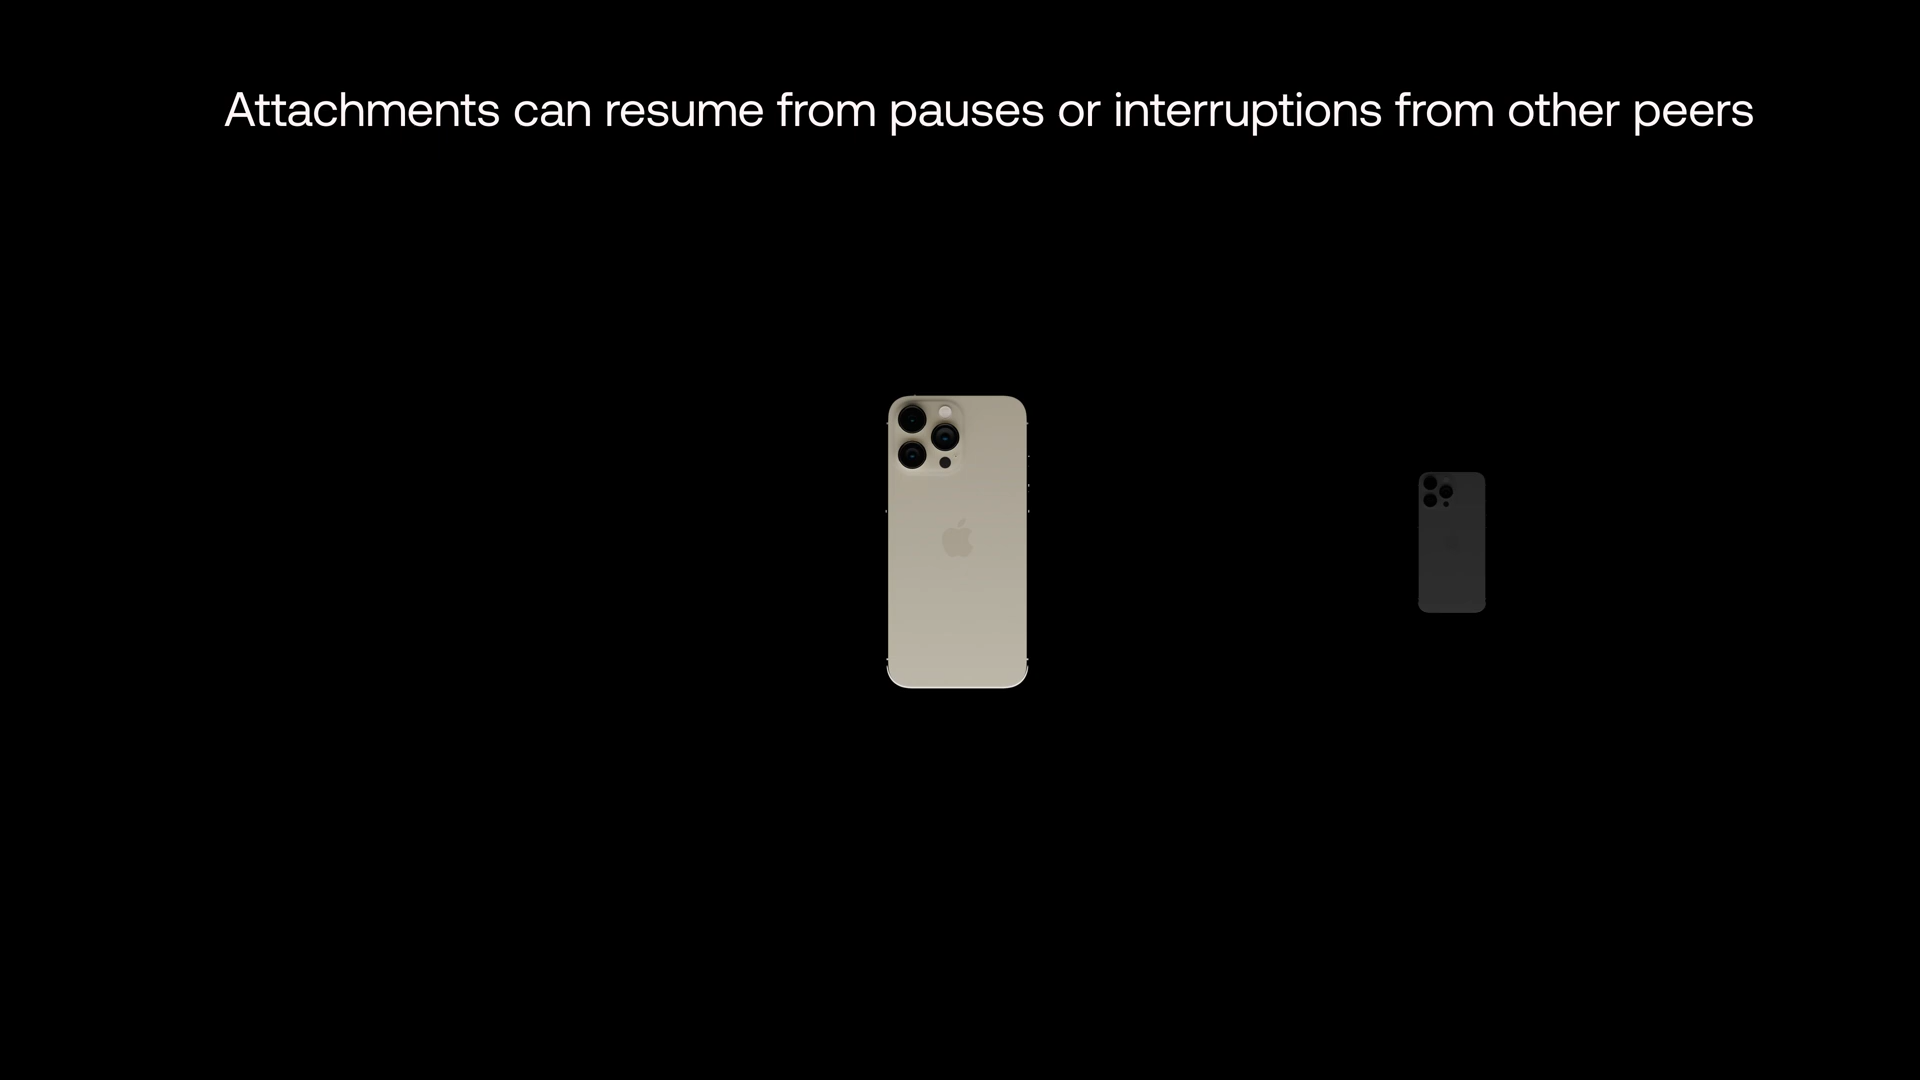 Attachments can resume from pauses or interruptions from other peers